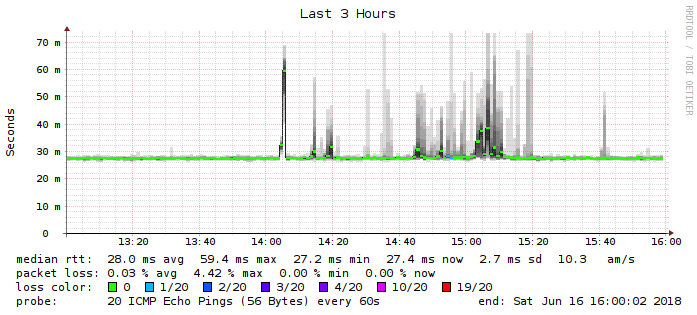 Last 3 Hours
RRDTOOL / TOBI OETIKER
Seconds
70 m
60 m
50 m
40 m
30 m
20 m
10 m
0
13:20 13:40 14:00 14:20 14:40 15:00 15:20 15:40 16:00
median rtt: 28.0 ms avg 59.4 ms max 27.2 ms min 27.4 ms now 2.7 ms sd 10.3 am/s
packet loss: 0.03 % avg 4.42 % max 0.00 % min 0.00 % now
loss color: 0 1/20 2/20 3/20 4/20 10/20 19/20
probe: 20 ICMP Echo Pings (56 Bytes) every 60s end: Sat Jun 16 16:00:02 2018